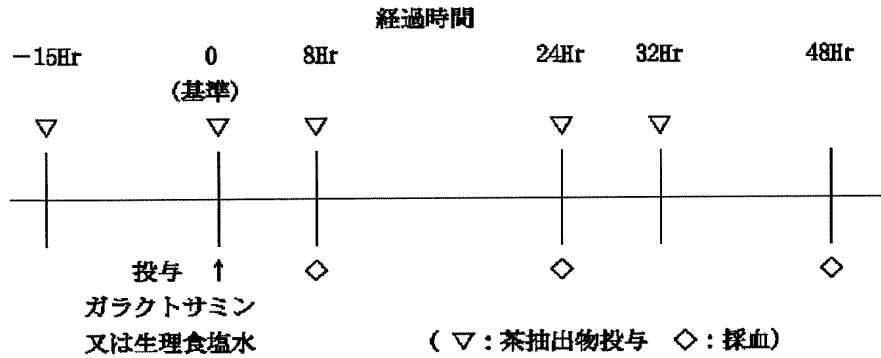 経過時間
－15Hr 0 8Hr 24Hr 32Hr 48Hr
(基準)
▽ ▽ ▽ ▽ ▽
投与 ↑ ◇ ◇ ◇
ガラクトサミン
又は生理食塩水 ( ▽：茶抽出物投与 ◇：採血)